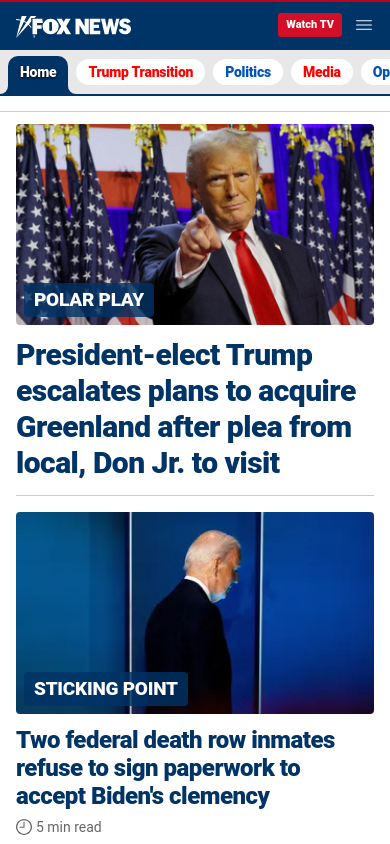 FOX NEWS
Watch TV
Home
Trump Transition
Politics
Media
Op
POLAR PLAY
President-elect Trump
escalates plans to acquire
Greenland after plea from
local, Don Jr. to visit
STICKING POINT
Two federal death row inmates
refuse to sign paperwork to
accept Biden's clemency
5 min read